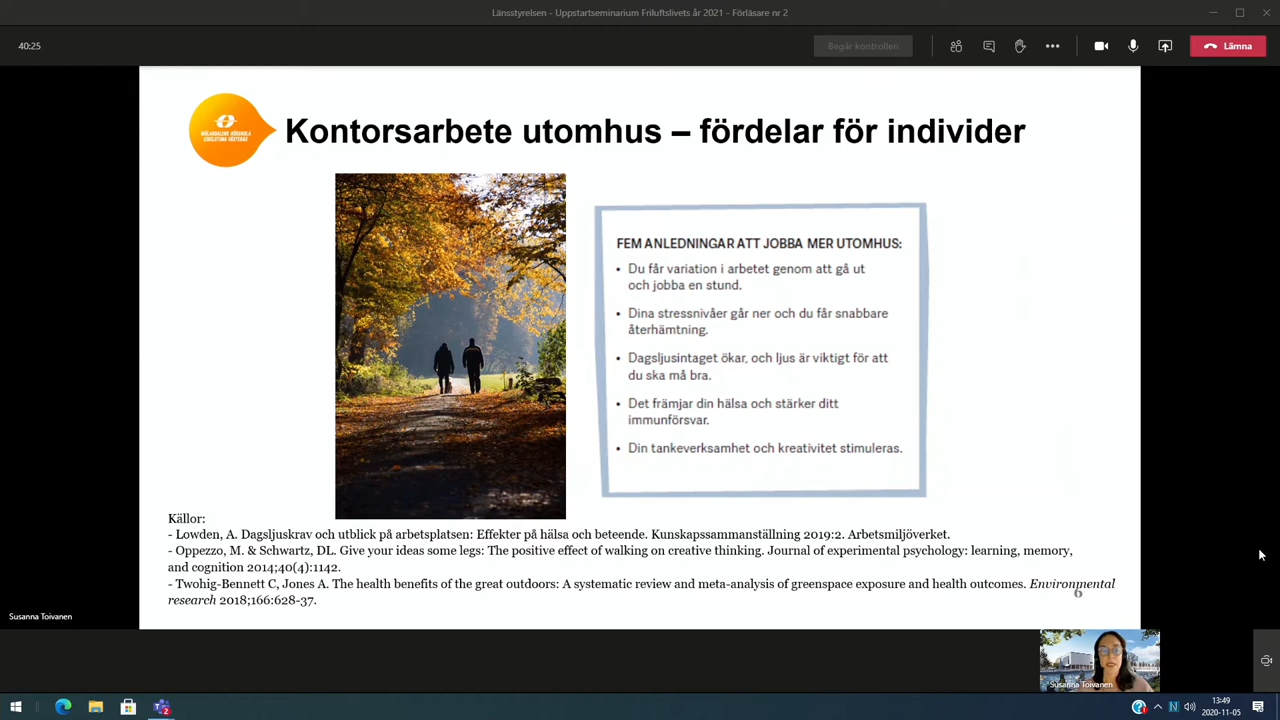 Länsstyrelsen - Uppstartseminarium Friluftslivets år 2021 - Förläsare nr 2
40:25
Begär kontrollen
Lämna
MÄLARDALENS HÖGSKOLA
ESKILSTUNA VÄSTERÅS
Kontorsarbete utomhus – fördelar för individer
FEM ANLEDNINGAR ATT JOBBA MER UTOMHUS:
• Du får variation i arbetet genom att gå ut
och jobba en stund.
• Dina stressnivåer går ner och du får snabbare
återhämtning.
• Dagsljusintaget ökar, och ljus är viktigt för att
du ska må bra.
• Det främjar din hälsa och stärker ditt
immunförsvar.
• Din tankeverksamhet och kreativitet stimuleras.
Källor:
- Lowden, A. Dagsljuskrav och utblick på arbetsplatsen: Effekter på hälsa och beteende. Kunskapssammanställning 2019:2. Arbetsmiljöverket.
- Oppezzo, M. & Schwartz, DL. Give your ideas some legs: The positive effect of walking on creative thinking. Journal of experimental psychology: learning, memory,
and cognition 2014;40(4):1142.
- Twohig-Bennett C, Jones A. The health benefits of the great outdoors: A systematic review and meta-analysis of greenspace exposure and health outcomes. Environmental
research 2018;166:628-37.
6
Susanna Toivanen
Susanna Toivanen
13:49
2020-11-05